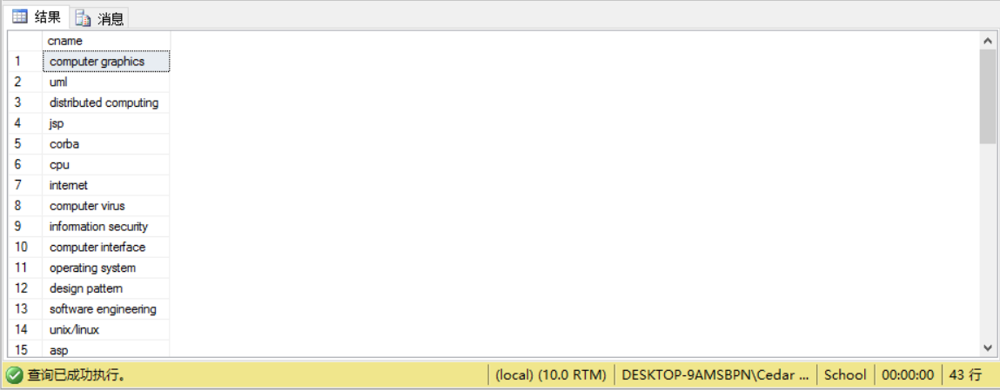 结果 消息
cname
1 computer graphics
2 uml
3 distributed computing
4 jsp
5 corba
6 cpu
7 internet
8 computer virus
9 information security
10 computer interface
11 operating system
12 design pattern
13 software engineering
14 unix/linux
15 asp
查询已成功执行。 (local) (10.0 RTM) DESKTOP-9AMSBPN\Cedar ... School 00:00:00 43 行